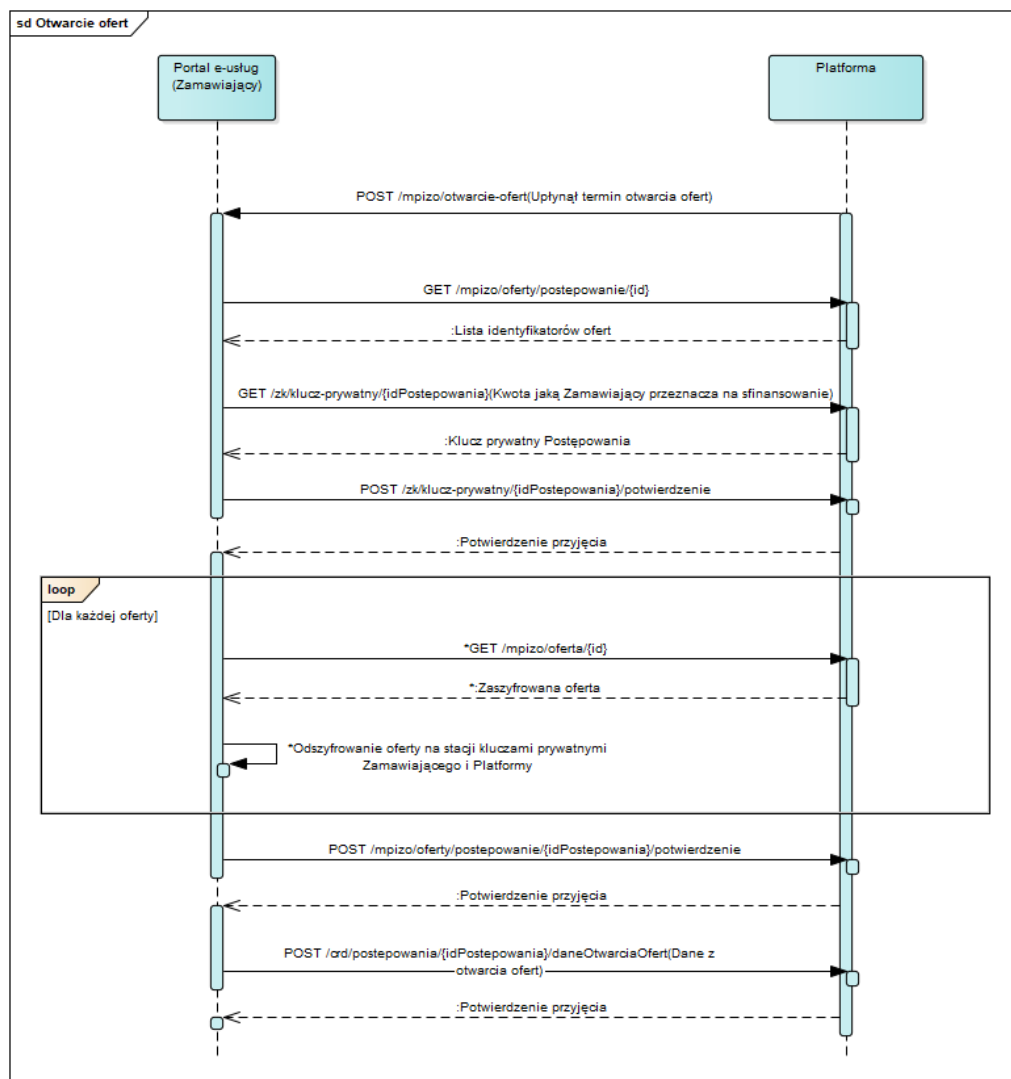 sd Otwarcie ofert
Portal e-usług
(Zamawiający)
Platforma
POST /mpizo/otwarcie-ofert(Upłynął termin otwarcia ofert)
GET /mpizo/oferty/postepowanie/{id}
:Lista identyfikatorów ofert
GET /zk/klucz-prywatny/{idPostepowania}(Kwota jaką Zamawiający przeznacza na sfinansowanie)
:Klucz prywatny Postępowania
POST /zk/klucz-prywatny/{idPostepowania}/potwierdzenie
:Potwierdzenie przyjęcia
loop
[Dla każdej oferty]
*GET /mpizo/oferta/{id}
*:Zaszyfrowana oferta
*Odszyfrowanie oferty na stacji kluczami prywatnymi
Zamawiającego i Platformy
POST /mpizo/oferty/postepowanie/{idPostepowania}/potwierdzenie
:Potwierdzenie przyjęcia
POST /crd/postepowania/{idPostepowania}/daneOtwarciaOfert(Dane z
otwarcia ofert)
:Potwierdzenie przyjęcia